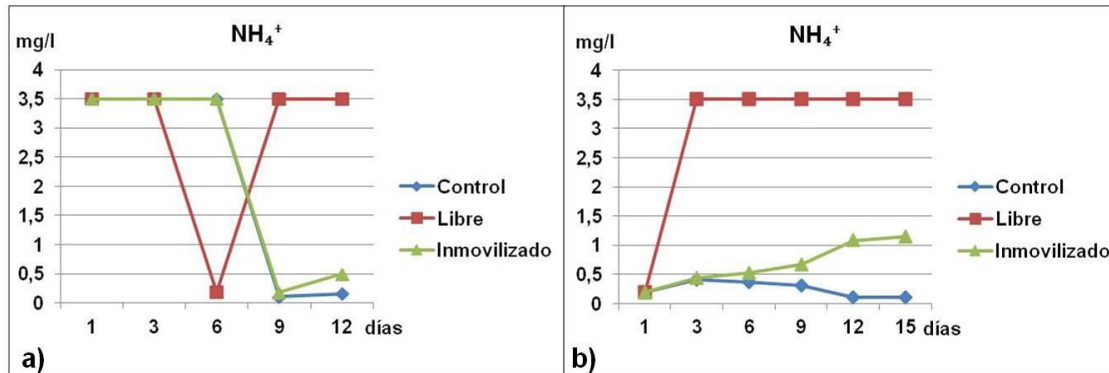 NH₄⁺
mg/l
4
3,5
3
2,5
2
1,5
1
0,5
0
1 3 6 9 12 días
Control
Libre
Inmovilizado
a)
NH₄⁺
mg/l
4
3,5
3
2,5
2
1,5
1
0,5
0
1 3 6 9 12 15 días
Control
Libre
Inmovilizado
b)